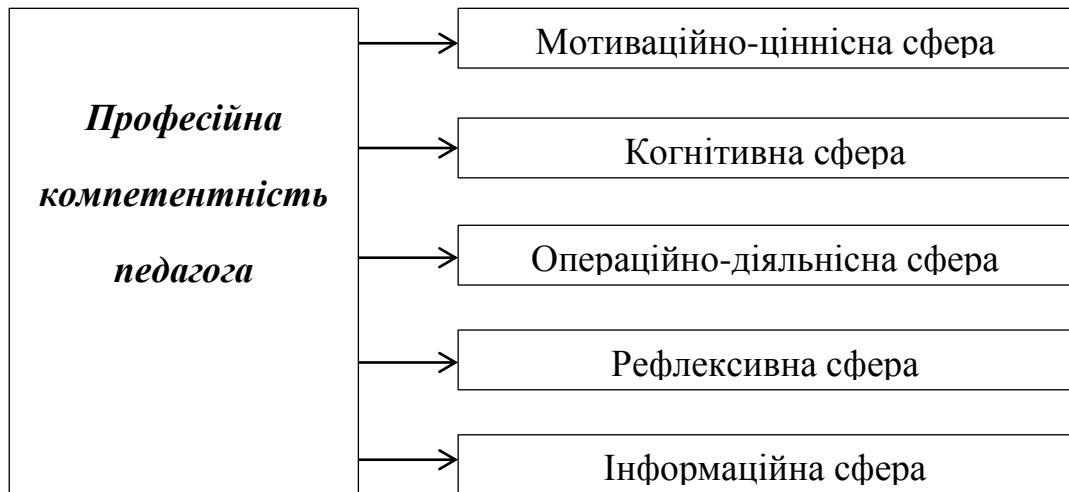 Професійна
компетентність
педагога
Мотиваційно-ціннісна сфера
Когнітивна сфера
Операційно-діяльнісна сфера
Рефлексивна сфера
Інформаційна сфера